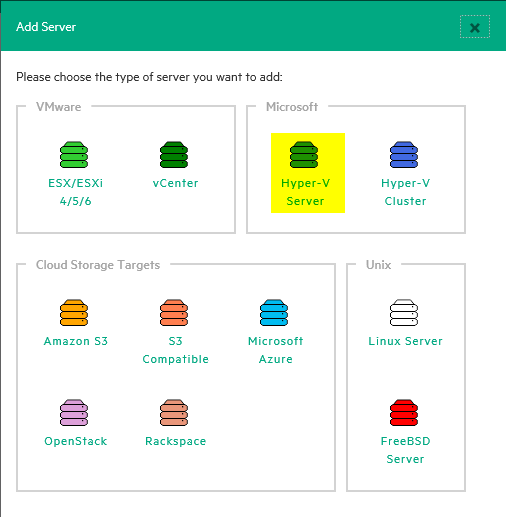 Add Server
Please choose the type of server you want to add:
VMware
ESX/ESXi
4/5/6
vCenter
Microsoft
Hyper-V
Server
Hyper-V
Cluster
Cloud Storage Targets
Amazon S3
S3
Compatible
Microsoft
Azure
OpenStack
Rackspace
Unix
Linux Server
FreeBSD
Server